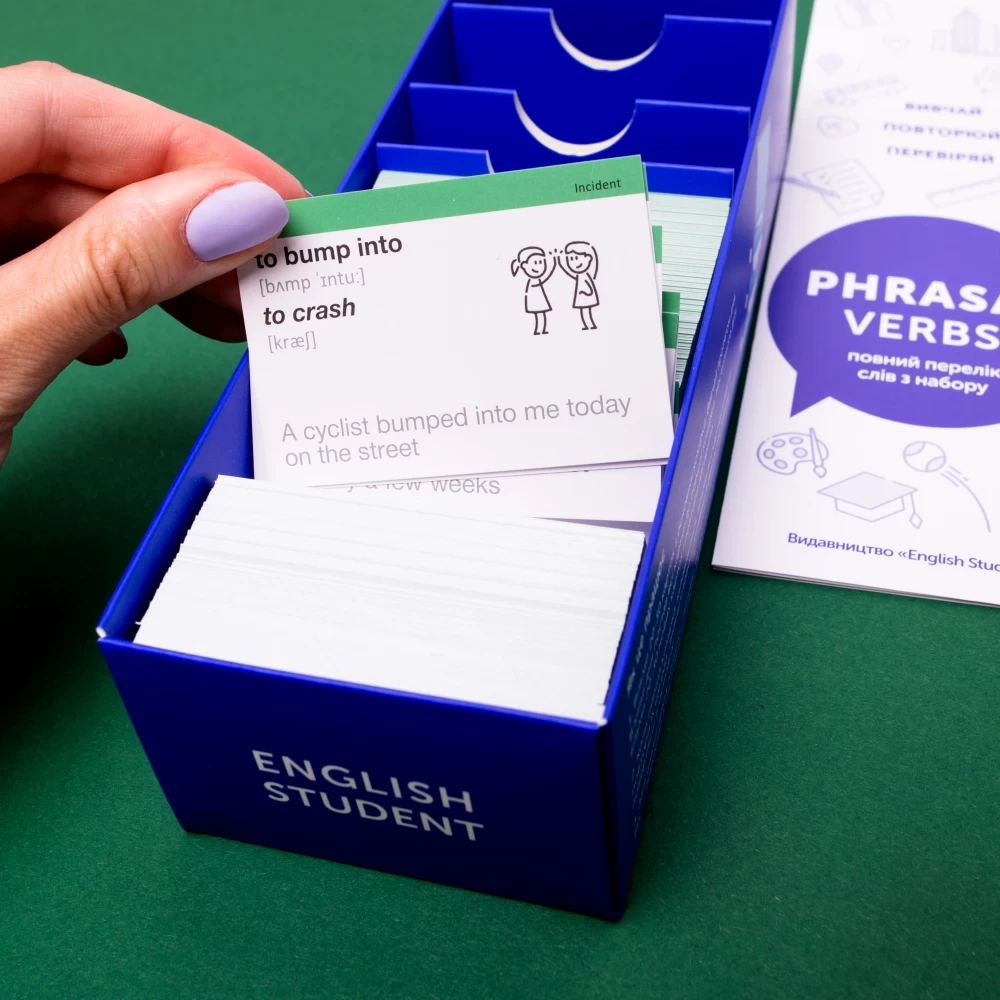 Incident
to bump into
[bʌmp ˈɪntuː]
to crash
[kræʃ]
A cyclist bumped into me today
on the street
few weeks
ENGLISH
STUDENT
ВИВЧАЙ
ПОВТОРЮЙ
ПЕРЕВІРЯЙ
PHRASA
VERBS
повний перелік
слів з набору
Видавництво «English Stud